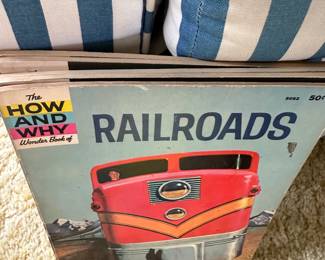 The
HOW
AND
WHY
Wonder Book of
5062 50¢
RAILROADS